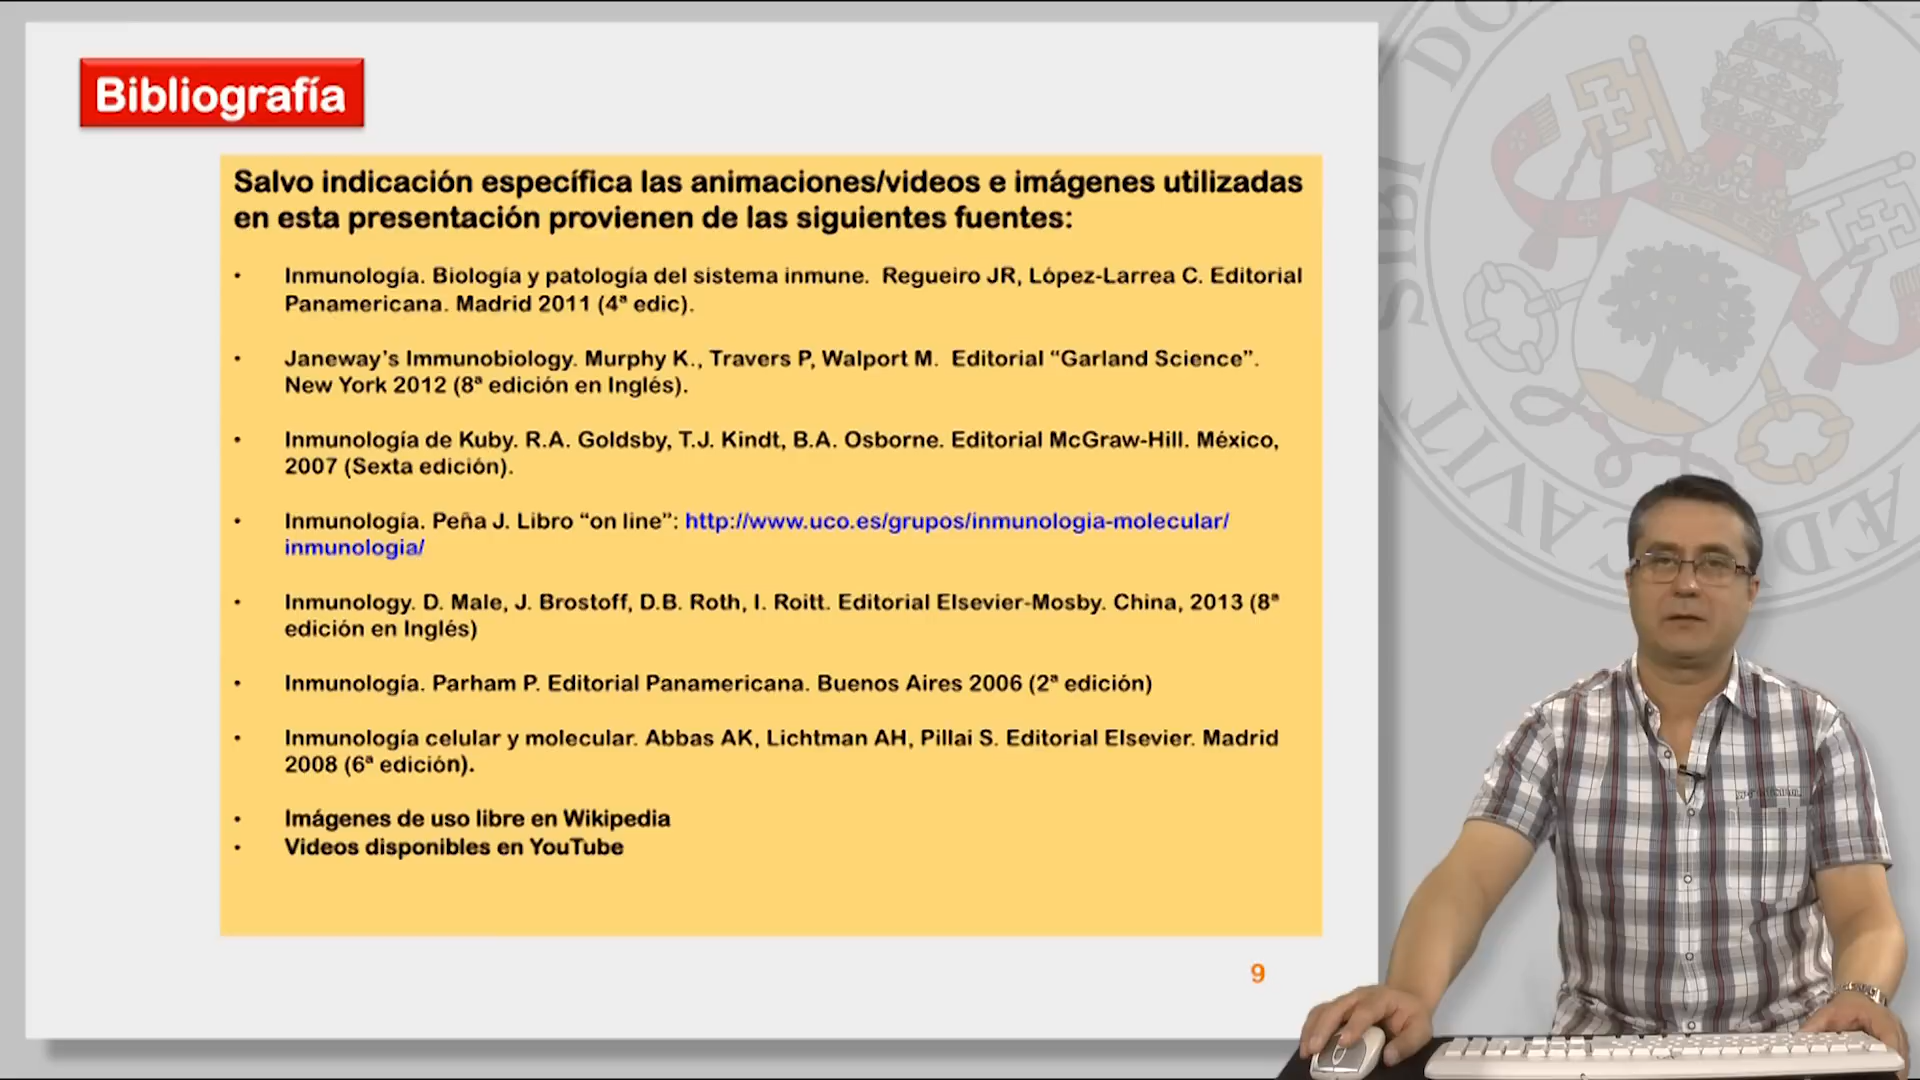 Bibliografía
Salvo indicación específica las animaciones/videos e imágenes utilizadas
en esta presentación provienen de las siguientes fuentes:
• Inmunología. Biología y patología del sistema inmune. Regueiro JR, López-Larrea C. Editorial
Panamericana. Madrid 2011 (4ª edic).
• Janeway’s Immunobiology. Murphy K., Travers P, Walport M. Editorial “Garland Science”.
New York 2012 (8ª edición en Inglés).
• Inmunología de Kuby. R.A. Goldsby, T.J. Kindt, B.A. Osborne. Editorial McGraw-Hill. México,
2007 (Sexta edición).
• Inmunología. Peña J. Libro “on line”: http://www.uco.es/grupos/inmunologia-molecular/
inmunologia/
• Inmunology. D. Male, J. Brostoff, D.B. Roth, I. Roitt. Editorial Elsevier-Mosby. China, 2013 (8ª
edición en Inglés)
• Inmunología. Parham P. Editorial Panamericana. Buenos Aires 2006 (2ª edición)
• Inmunología celular y molecular. Abbas AK, Lichtman AH, Pillai S. Editorial Elsevier. Madrid
2008 (6ª edición).
• Imágenes de uso libre en Wikipedia
• Videos disponibles en YouTube
9
SIBI